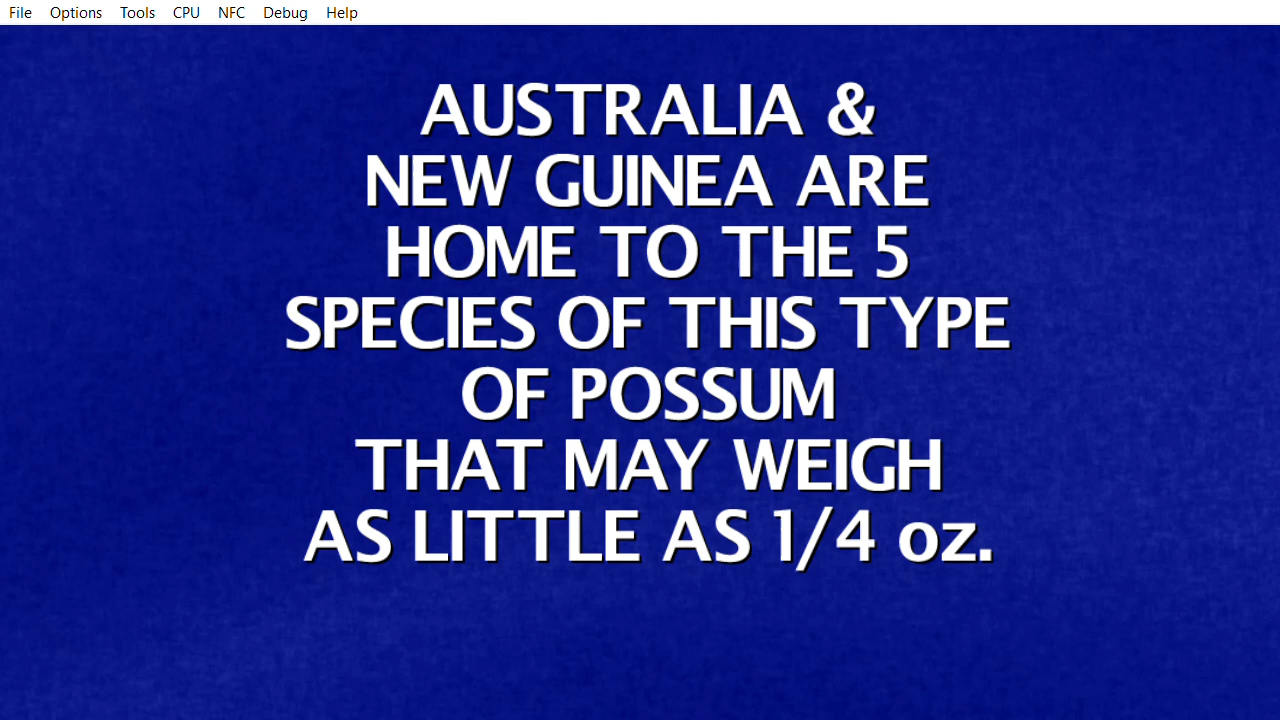 File Options Tools CPU NFC Debug Help
AUSTRALIA &
NEW GUINEA ARE
HOME TO THE 5
SPECIES OF THIS TYPE
OF POSSUM
THAT MAY WEIGH
AS LITTLE AS 1/4 oz.